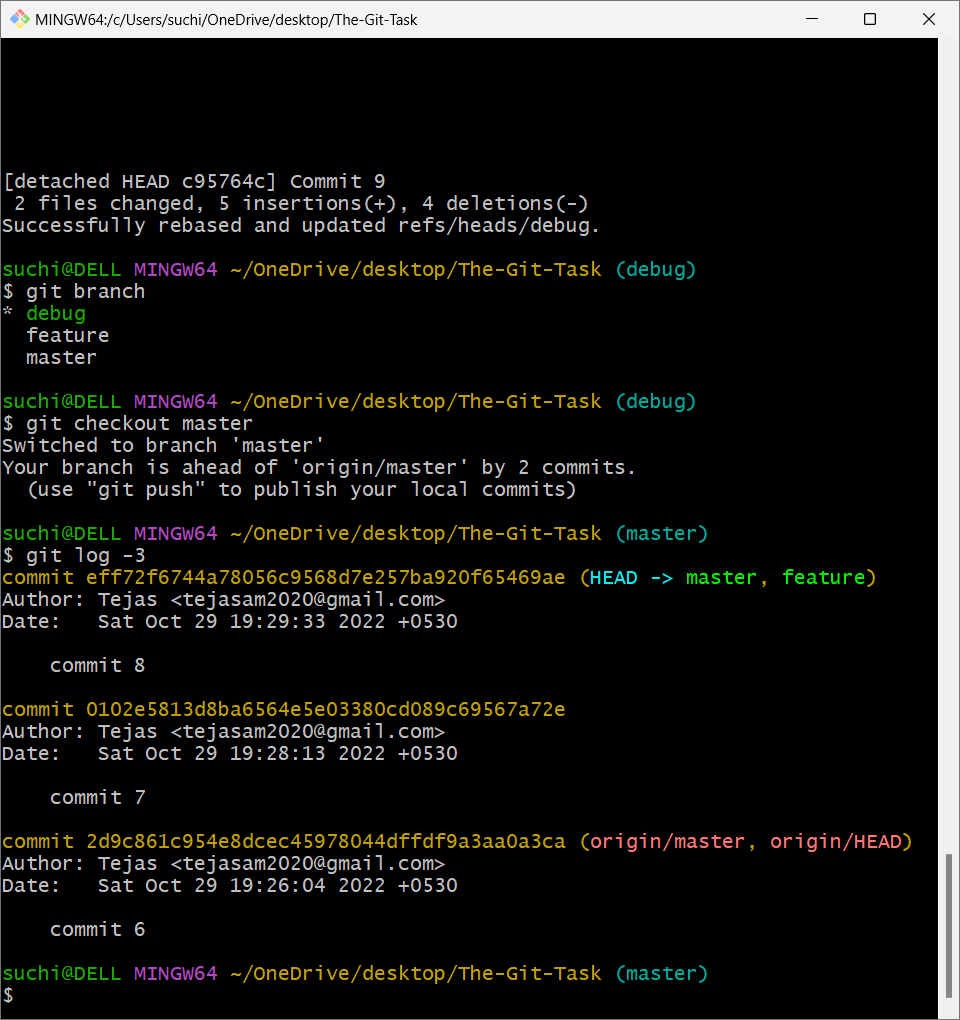 MINGW64:/c/Users/suchi/OneDrive/desktop/The-Git-Task
[detached HEAD c95764c] Commit 9
 2 files changed, 5 insertions(+), 4 deletions(-)
Successfully rebased and updated refs/heads/debug.
suchi@DELL MINGW64 ~/OneDrive/desktop/The-Git-Task (debug)
$ git branch
* debug
  feature
  master
suchi@DELL MINGW64 ~/OneDrive/desktop/The-Git-Task (debug)
$ git checkout master
Switched to branch 'master'
Your branch is ahead of 'origin/master' by 2 commits.
  (use "git push" to publish your local commits)
suchi@DELL MINGW64 ~/OneDrive/desktop/The-Git-Task (master)
$ git log -3
commit eff72f6744a78056c9568d7e257ba920f65469ae (HEAD -> master, feature)
Author: Tejas <tejasam2020@gmail.com>
Date:   Sat Oct 29 19:29:33 2022 +0530
    commit 8
commit 0102e5813d8ba6564e5e03380cd089c69567a72e
Author: Tejas <tejasam2020@gmail.com>
Date:   Sat Oct 29 19:28:13 2022 +0530
    commit 7
commit 2d9c861c954e8dcec45978044dffdf9a3aa0a3ca (origin/master, origin/HEAD)
Author: Tejas <tejasam2020@gmail.com>
Date:   Sat Oct 29 19:26:04 2022 +0530
    commit 6
suchi@DELL MINGW64 ~/OneDrive/desktop/The-Git-Task (master)
$